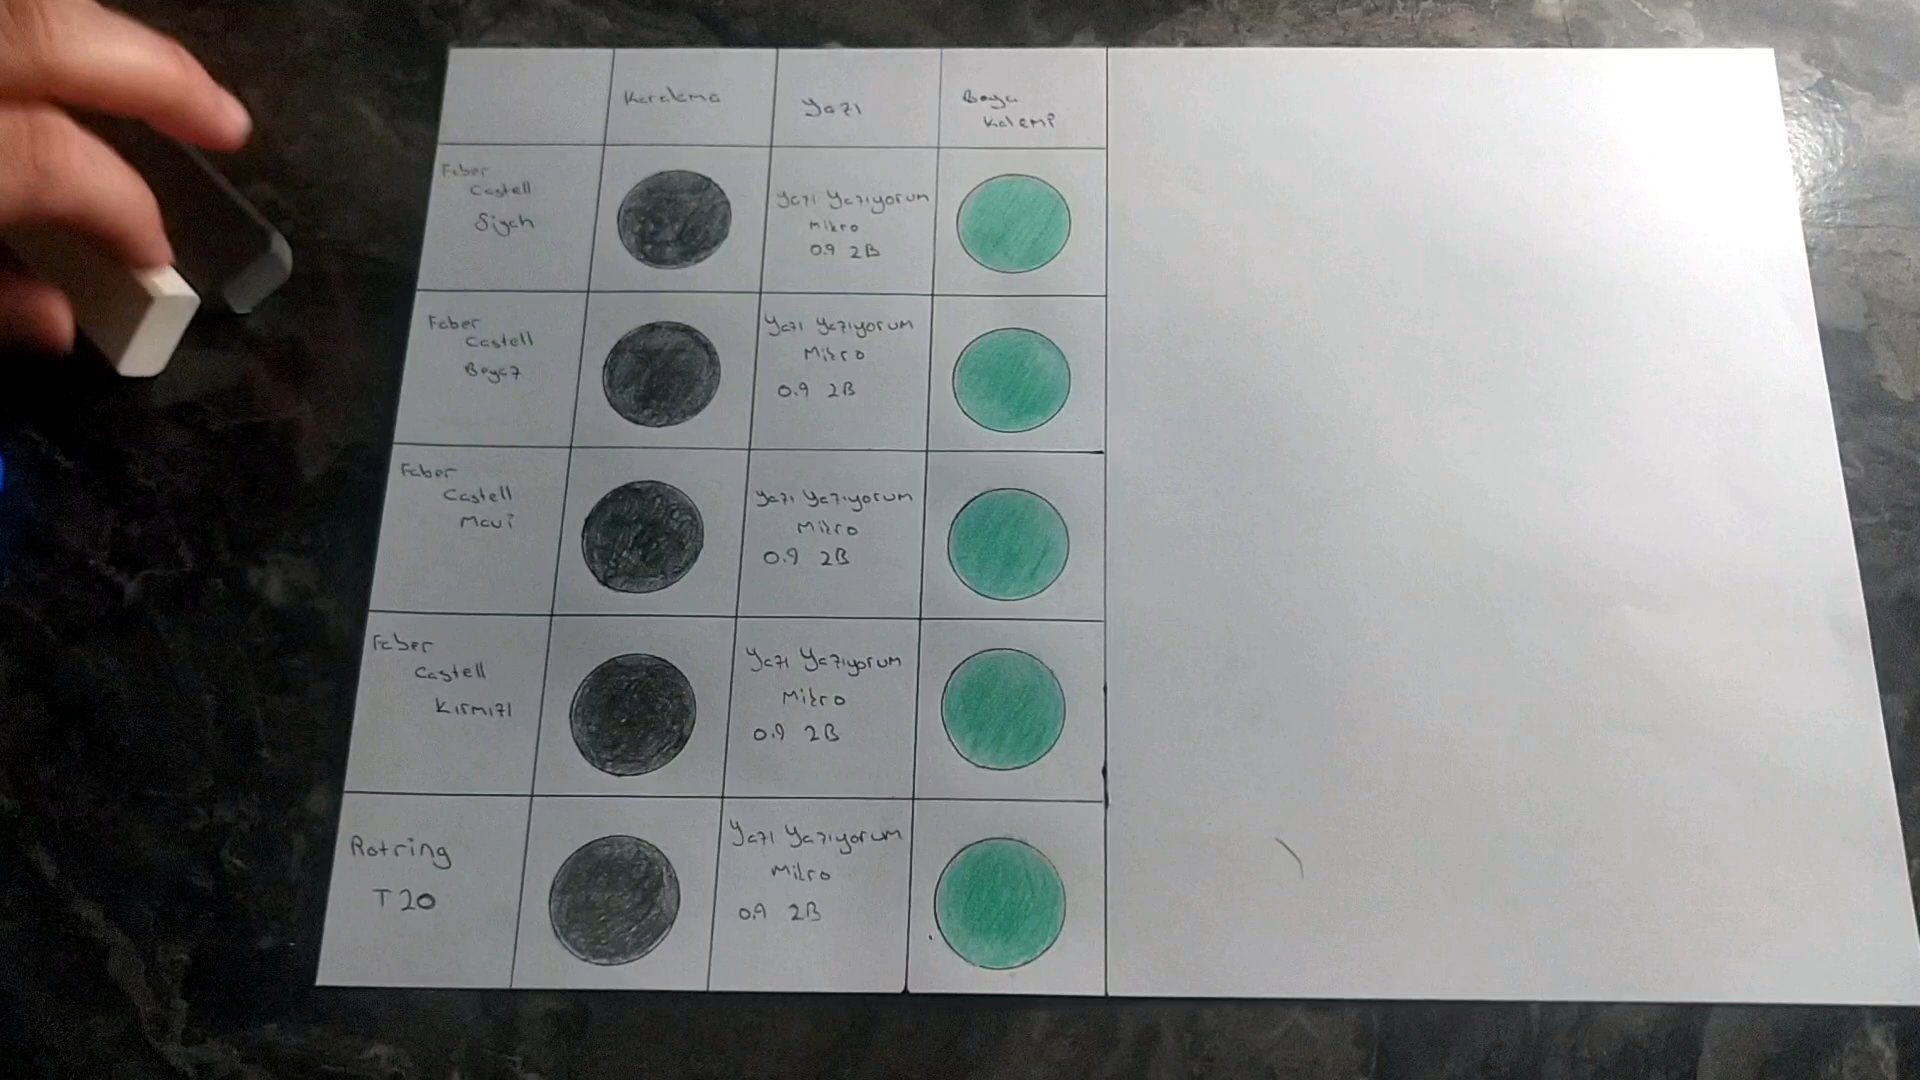 Karalama
Yazı
Boya
Kalemi
Faber
Castell
Siyah
Yazı Yazıyorum
Mikro
0.9 2B
Faber
Castell
Beyaz
Yazı Yazıyorum
Mikro
0.9 2B
Faber
Castell
Mavi
Yazı Yazıyorum
Mikro
0.9 2B
Faber
Castell
Kırmızı
Yazı Yazıyorum
Mikro
0.9 2B
Rotring
T20
Yazı Yazıyorum
Mikro
0.9 2B